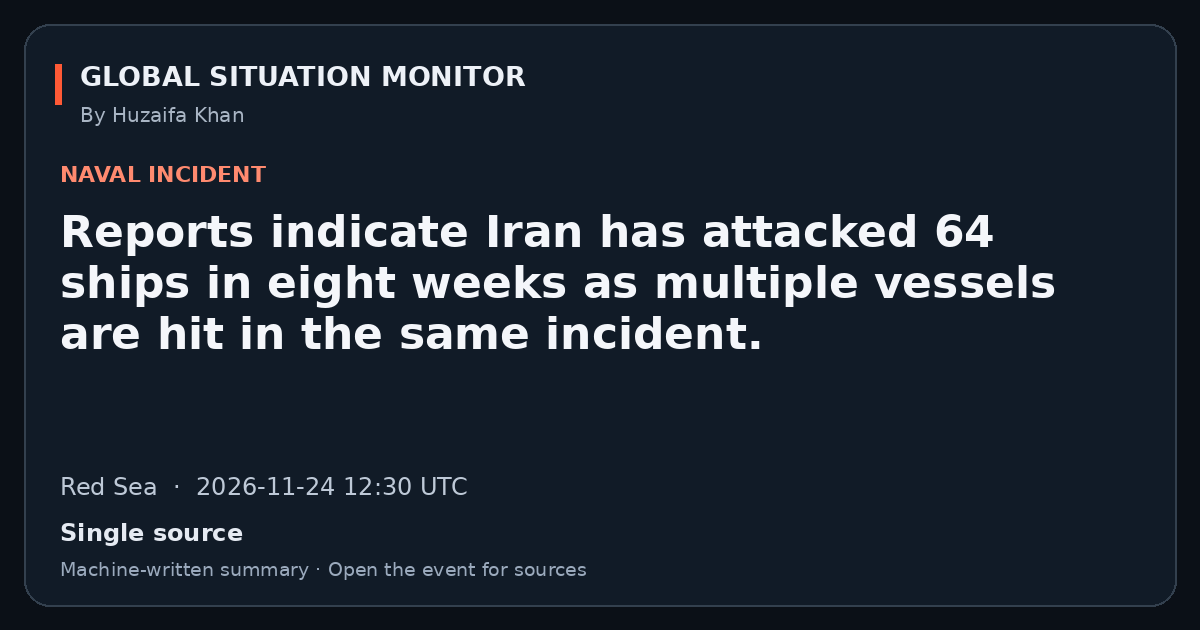 GLOBAL SITUATION MONITOR
By Huzaifa Khan
NAVAL INCIDENT
Reports indicate Iran has attacked 64
ships in eight weeks as multiple vessels
are hit in the same incident.
Red Sea · 2026-11-24 12:30 UTC
Single source
Machine-written summary · Open the event for sources